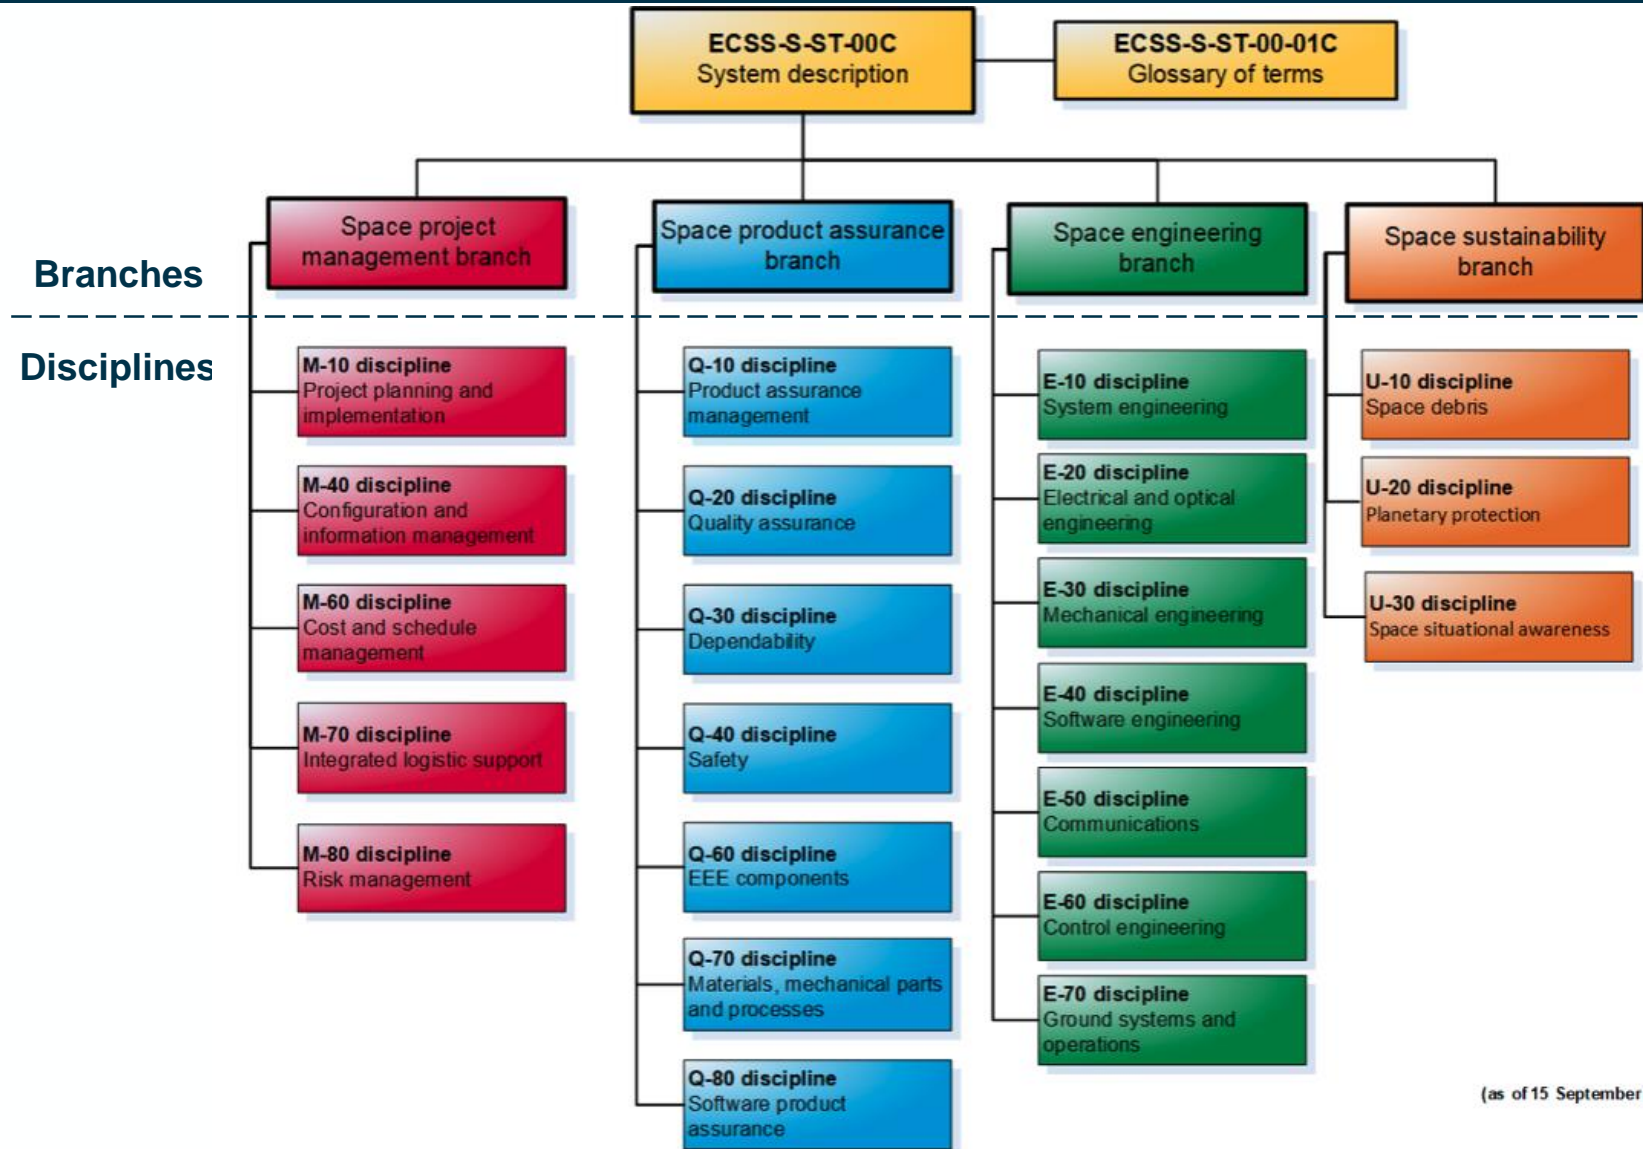 ECSS-S-ST-00C
System description
ECSS-S-ST-00-01C
Glossary of terms
Branches
Disciplines
Space project
management branch
M-10 discipline
Project planning and
implementation
M-40 discipline
Configuration and
information management
M-60 discipline
Cost and schedule
management
M-70 discipline
Integrated logistic support
M-80 discipline
Risk management
Space product assurance
branch
Q-10 discipline
Product assurance
management
Q-20 discipline
Quality assurance
Q-30 discipline
Dependability
Q-40 discipline
Safety
Q-60 discipline
EEE components
Q-70 discipline
Materials, mechanical parts
and processes
Q-80 discipline
Software product
assurance
Space engineering
branch
E-10 discipline
System engineering
E-20 discipline
Electrical and optical
engineering
E-30 discipline
Mechanical engineering
E-40 discipline
Software engineering
E-50 discipline
Communications
E-60 discipline
Control engineering
E-70 discipline
Ground systems and
operations
Space sustainability
branch
U-10 discipline
Space debris
U-20 discipline
Planetary protection
U-30 discipline
Space situational awareness
(as of 15 September